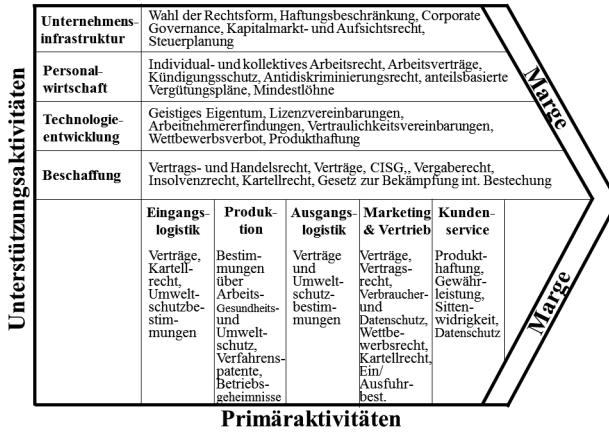 Unterstützungsaktivitäten
Unternehmens-
infrastruktur
Wahl der Rechtsform, Haftungsbeschränkung, Corporate
Governance, Kapitalmarkt- und Aufsichtsrecht,
Steuerplanung
Personal-
wirtschaft
Individual- und kollektives Arbeitsrecht, Arbeitsverträge,
Kündigungsschutz, Antidiskriminierungsrecht, anteilsbasierte
Vergütungspläne, Mindestlöhne
Technologie-
entwicklung
Geistiges Eigentum, Lizenzvereinbarungen,
Arbeitnehmererfindungen, Vertraulichkeitsvereinbarungen,
Wettbewerbsverbot, Produkthaftung
Beschaffung
Vertrags- und Handelsrecht, Verträge, CISG,, Vergaberecht,
Insolvenzrecht, Kartellrecht, Gesetz zur Bekämpfung int. Bestechung
Marge
Eingangs-
logistik
Verträge,
Kartell-
recht,
Umwelt-
schutzbe-
stim-
mungen
Produk-
tion
Bestim-
mungen
über
Arbeits-
Gesundheits-
und
Umwelt-
schutz,
Verfahrens-
patente,
Betriebs-
geheimnisse
Ausgangs-
logistik
Verträge
und
Umwelt-
schutz-
bestim-
mungen
Marketing
& Vertrieb
Verträge,
Vertrags-
recht,
Verbraucher-
und
Datenschutz,
Wettbe-
werbsrecht,
Kartellrecht,
Ein/
Ausfuhr-
best.
Kunden-
service
Produkt-
haftung,
Gewähr-
leistung,
Sitten-
widrigkeit,
Datenschutz
Marge
Primäraktivitäten